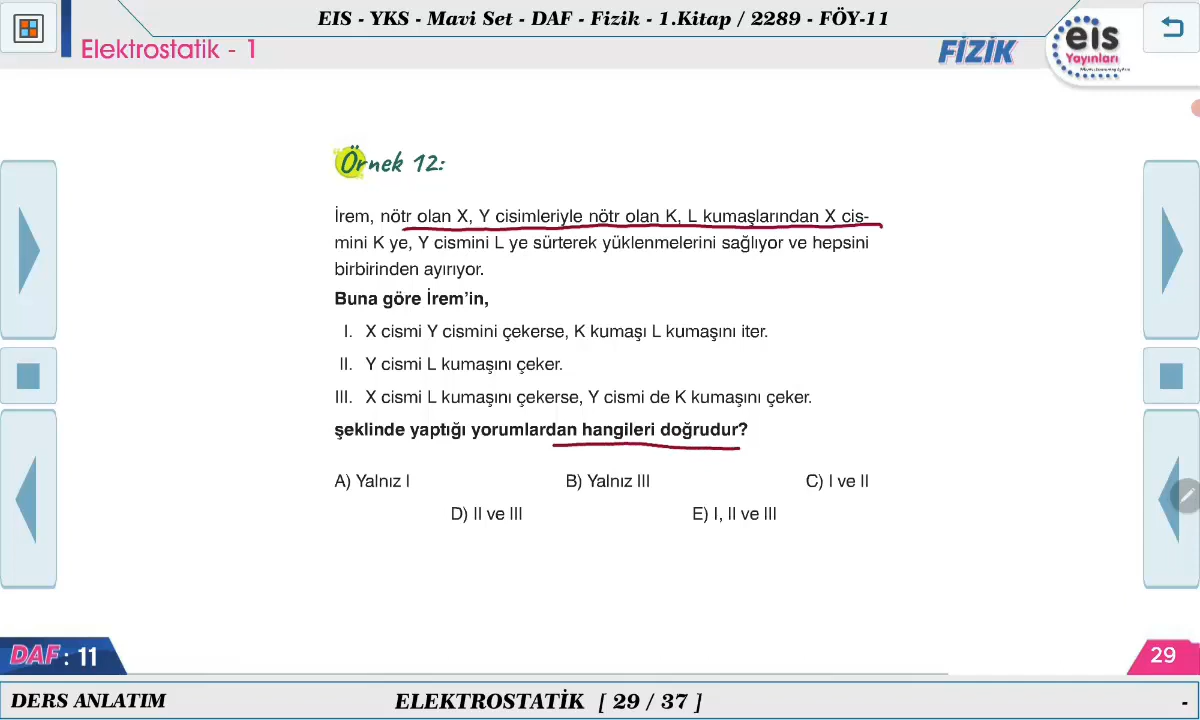 EIS - YKS - Mavi Set - DAF - Fizik - 1.Kitap / 2289 - FÖY-11
Elektrostatik - 1
FİZİK
eis
Yayınları
Örnek 12:
İrem, nötr olan X, Y cisimleriyle nötr olan K, L kumaşlarından X cis-
mini K ye, Y cismini L ye sürterek yüklenmelerini sağlıyor ve hepsini
birbirinden ayırıyor.
Buna göre İrem'in,
I. X cismi Y cismini çekerse, K kumaşı L kumaşını iter.
II. Y cismi L kumaşını çeker.
III. X cismi L kumaşını çekerse, Y cismi de K kumaşını çeker.
şeklinde yaptığı yorumlardan hangileri doğrudur?
A) Yalnız I
B) Yalnız III
C) I ve II
D) II ve III
E) I, II ve III
DAF : 11
29
DERS ANLATIM
ELEKTROSTATİK [ 29 / 37 ]
-